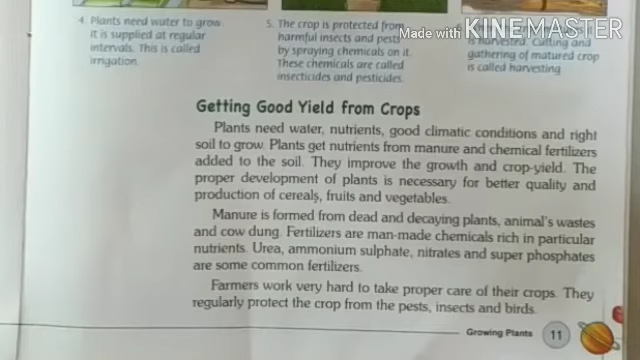 4. Plants need water to grow.
It is supplied at regular
intervals. This is called
irrigation.
5. The crop is protected from
harmful insects and pests
by spraying chemicals on it.
These chemicals are called
insecticides and pesticides.
Made with KINEMASTER
is harvested. Cutting and
gathering of matured crop
is called harvesting
Getting Good Yield from Crops
Plants need water, nutrients, good climatic conditions and right
soil to grow. Plants get nutrients from manure and chemical fertilizers
added to the soil. They improve the growth and crop-yield. The
proper development of plants is necessary for better quality and
production of cereals, fruits and vegetables.
Manure is formed from dead and decaying plants, animal's wastes
and cow dung. Fertilizers are man-made chemicals rich in particular
nutrients. Urea, ammonium sulphate, nitrates and super phosphates
are some common fertilizers.
Farmers work very hard to take proper care of their crops. They
regularly protect the crop from the pests, insects and birds.
Growing Plants 11